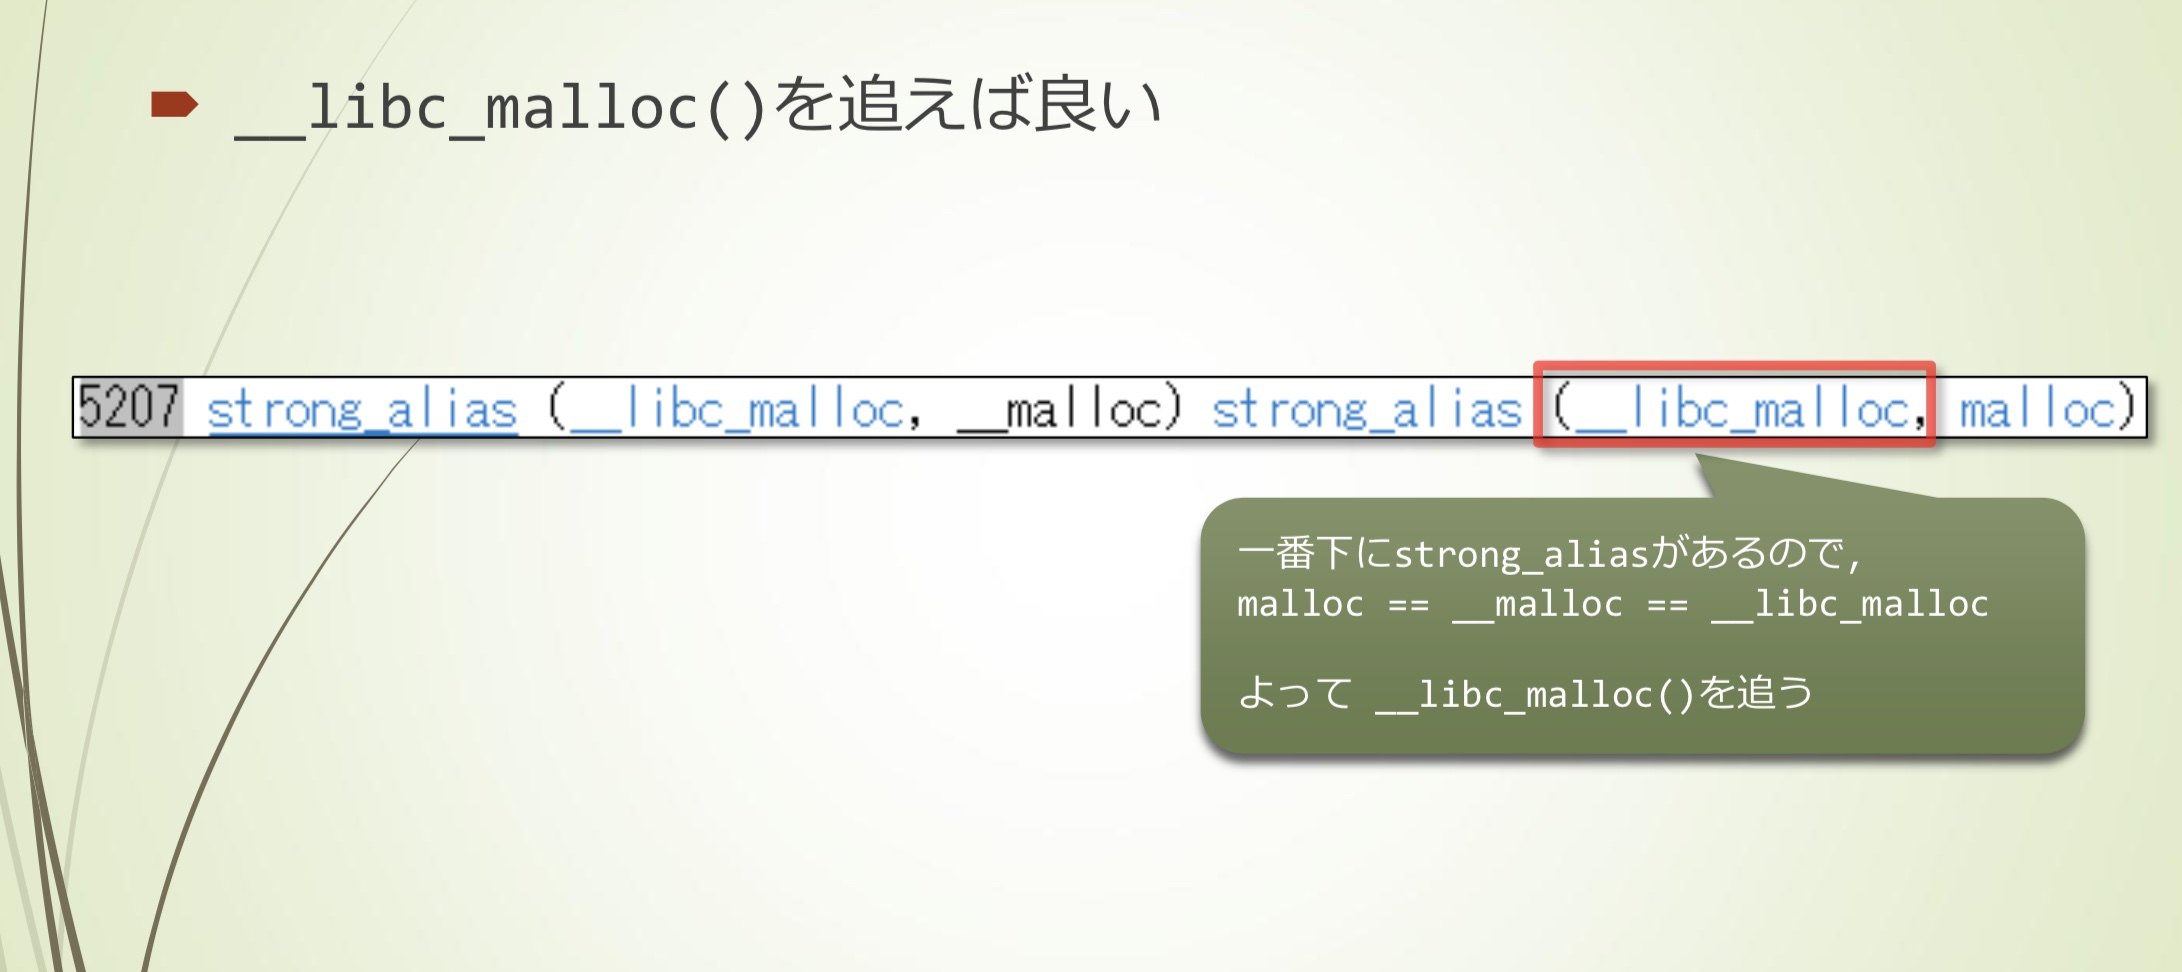 __libc_malloc()を追えば良い
5207 strong_alias (__libc_malloc, __malloc) strong_alias (__libc_malloc, malloc)
一番下にstrong_aliasがあるので,
malloc == __malloc == __libc_malloc
よって __libc_malloc()を追う